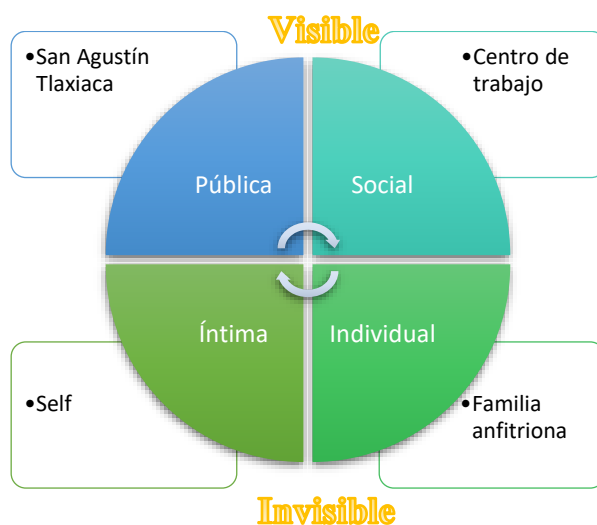 Visible
•San Agustín
Tlaxiaca
•Centro de
trabajo
Pública
Social
Íntima
Individual
•Self
•Familia
anfitriona
Invisible